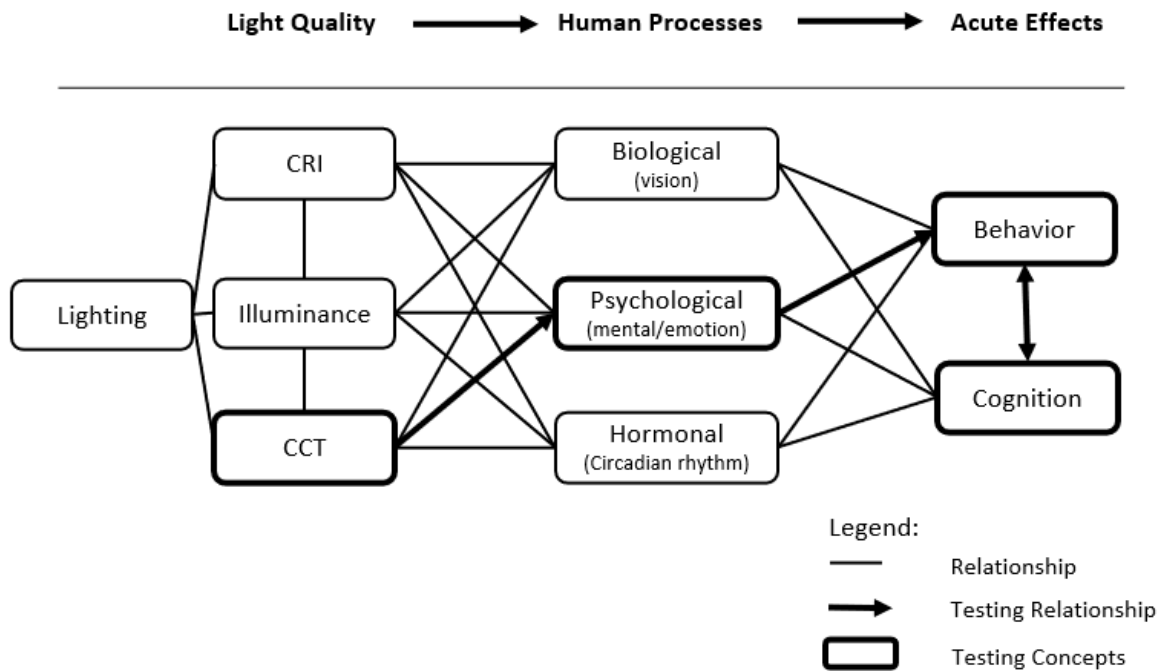 Light Quality
Human Processes
Acute Effects
CRI
Biological
(vision)
Behavior
Lighting
Illuminance
Psychological
(mental/emotion)
Cognition
CCT
Hormonal
(Circadian rhythm)
Legend:
Relationship
Testing Relationship
Testing Concepts